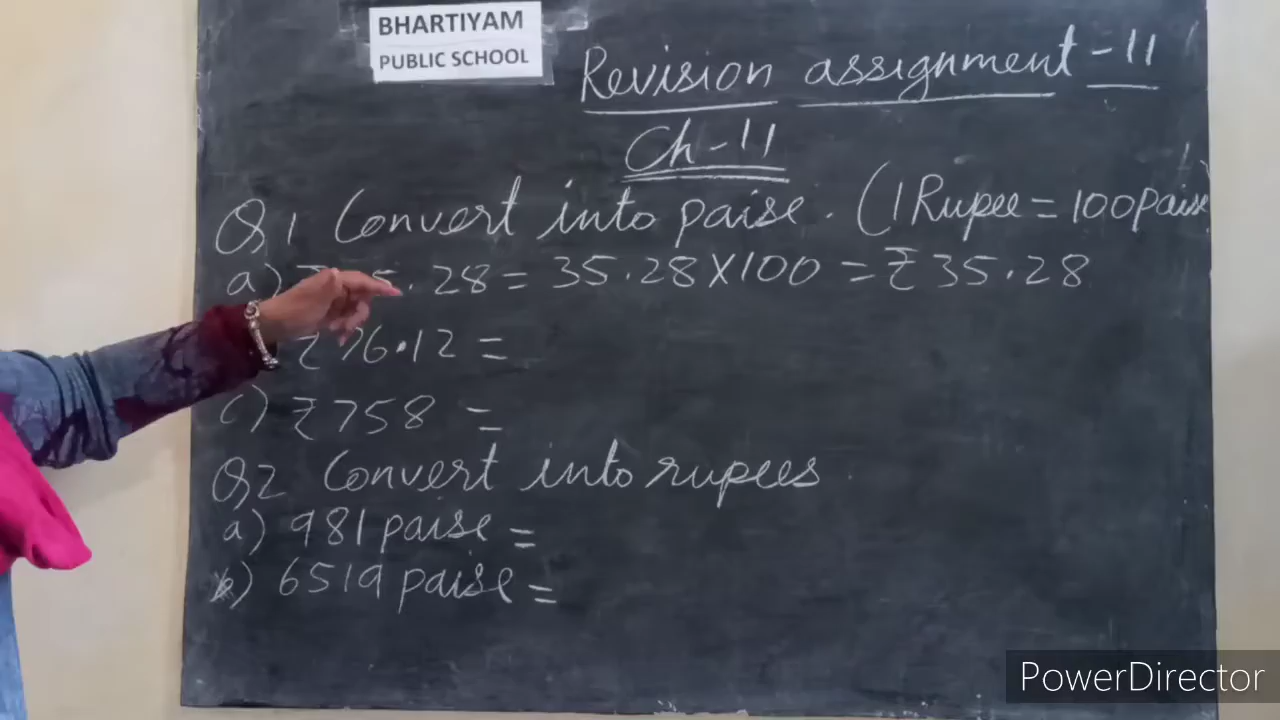 BHARTIYAM
PUBLIC SCHOOL
Revision assignment - 11
Ch - 11
Q1 Convert into paise. (1 Rupee = 100 paise)
a) ₹ 5.28 = 35.28 X 100 = ₹ 35.28
) ₹ 76.12 =
c) ₹ 758 =
Q2 Convert into rupees
a) 981 paise =
b) 6519 paise =
PowerDirector